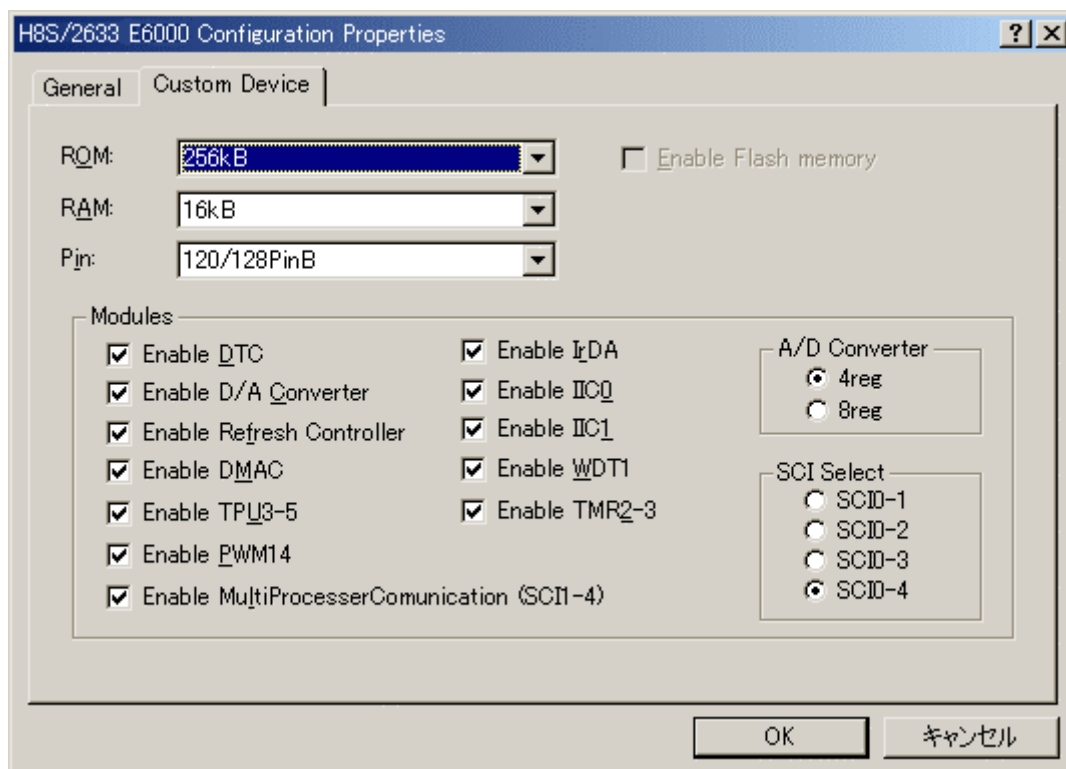 H8S/2633 E6000 Configuration Properties
General
Custom Device
ROM:
256kB
Enable Flash memory
RAM:
16kB
Pin:
120/128PinB
Modules
Enable DTC
Enable D/A Converter
Enable Refresh Controller
Enable DMAC
Enable TPU3-5
Enable PWM14
Enable MultiProcesserComunication (SCI1-4)
Enable IrDA
Enable IIC0
Enable IIC1
Enable WDT1
Enable TMR2-3
A/D Converter
4reg
8reg
SCI Select
SCI0-1
SCI0-2
SCI0-3
SCI0-4
OK
キャンセル